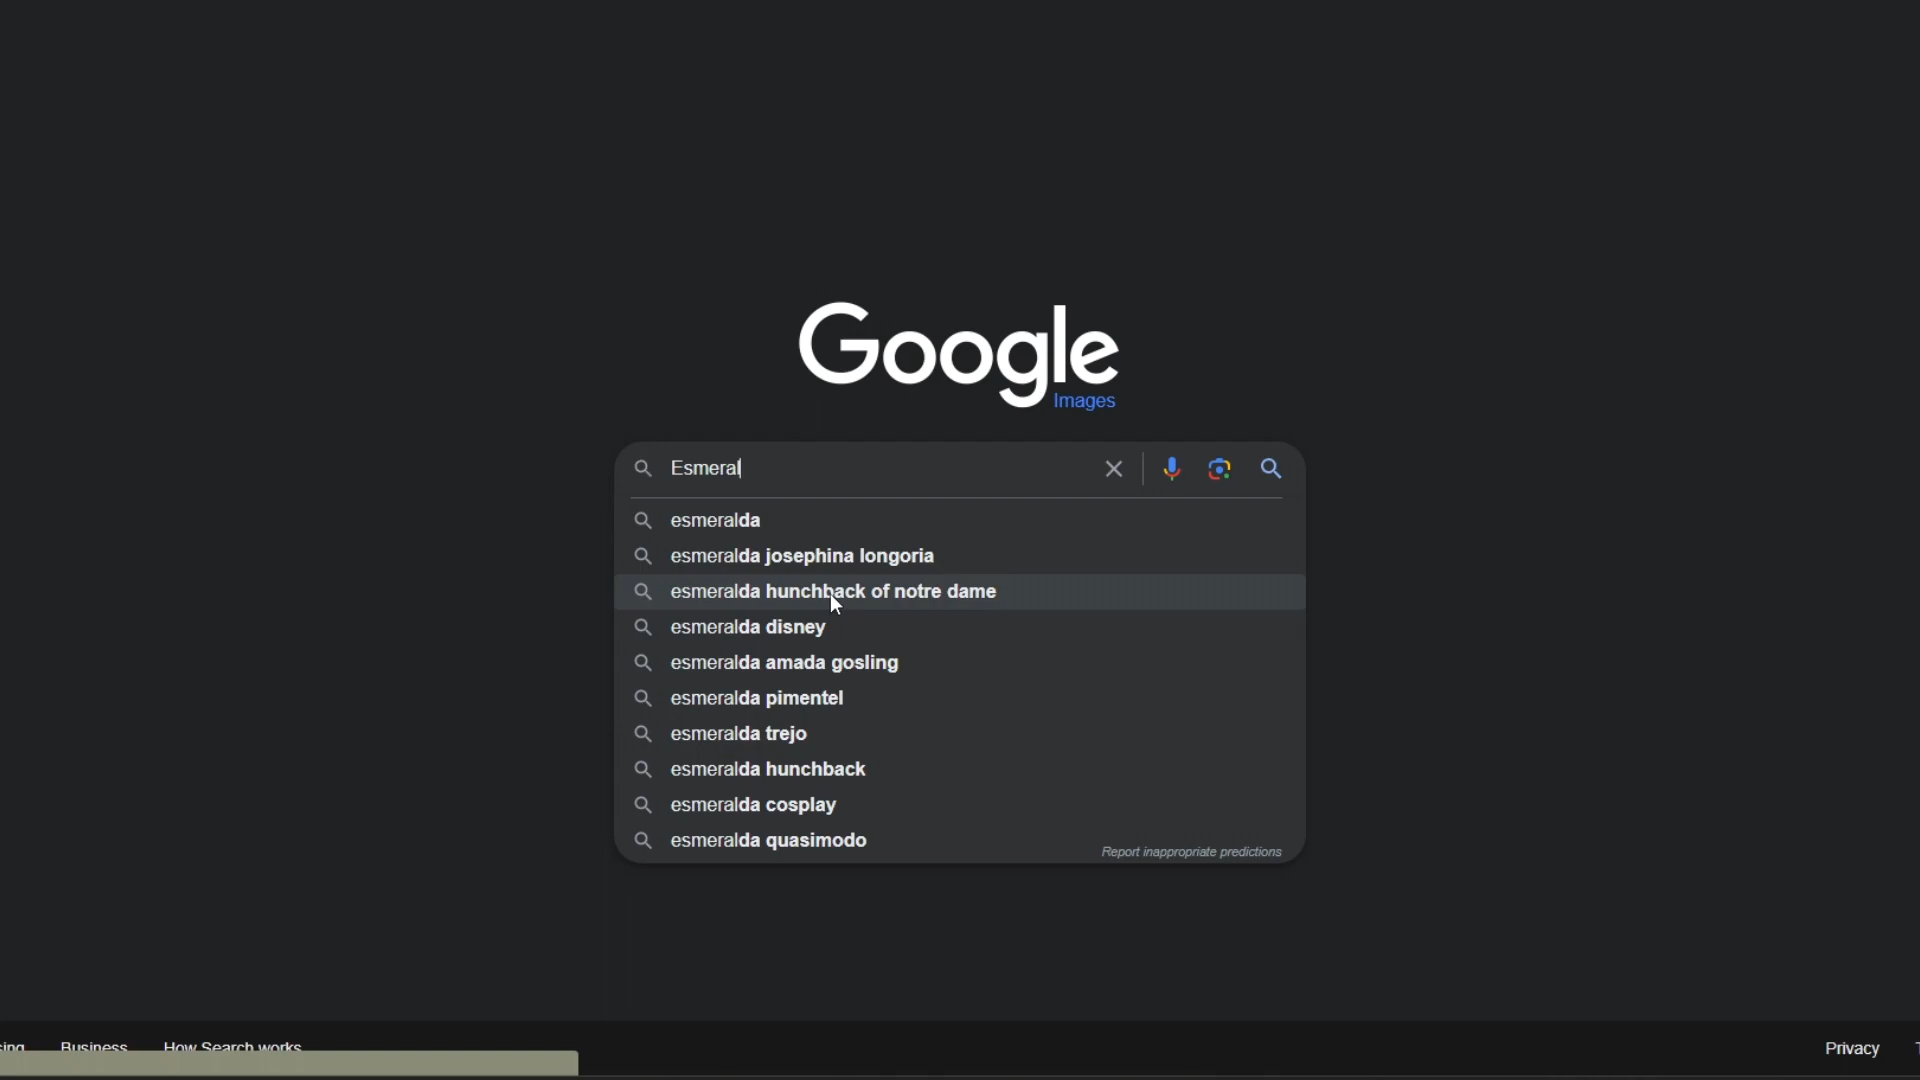 Google
Images
Esmeral
esmeralda
esmeralda josephina longoria
esmeralda hunchback of notre dame
esmeralda disney
esmeralda amada gosling
esmeralda pimentel
esmeralda trejo
esmeralda hunchback
esmeralda cosplay
esmeralda quasimodo
Report inappropriate predictions
Business How Search works Privacy